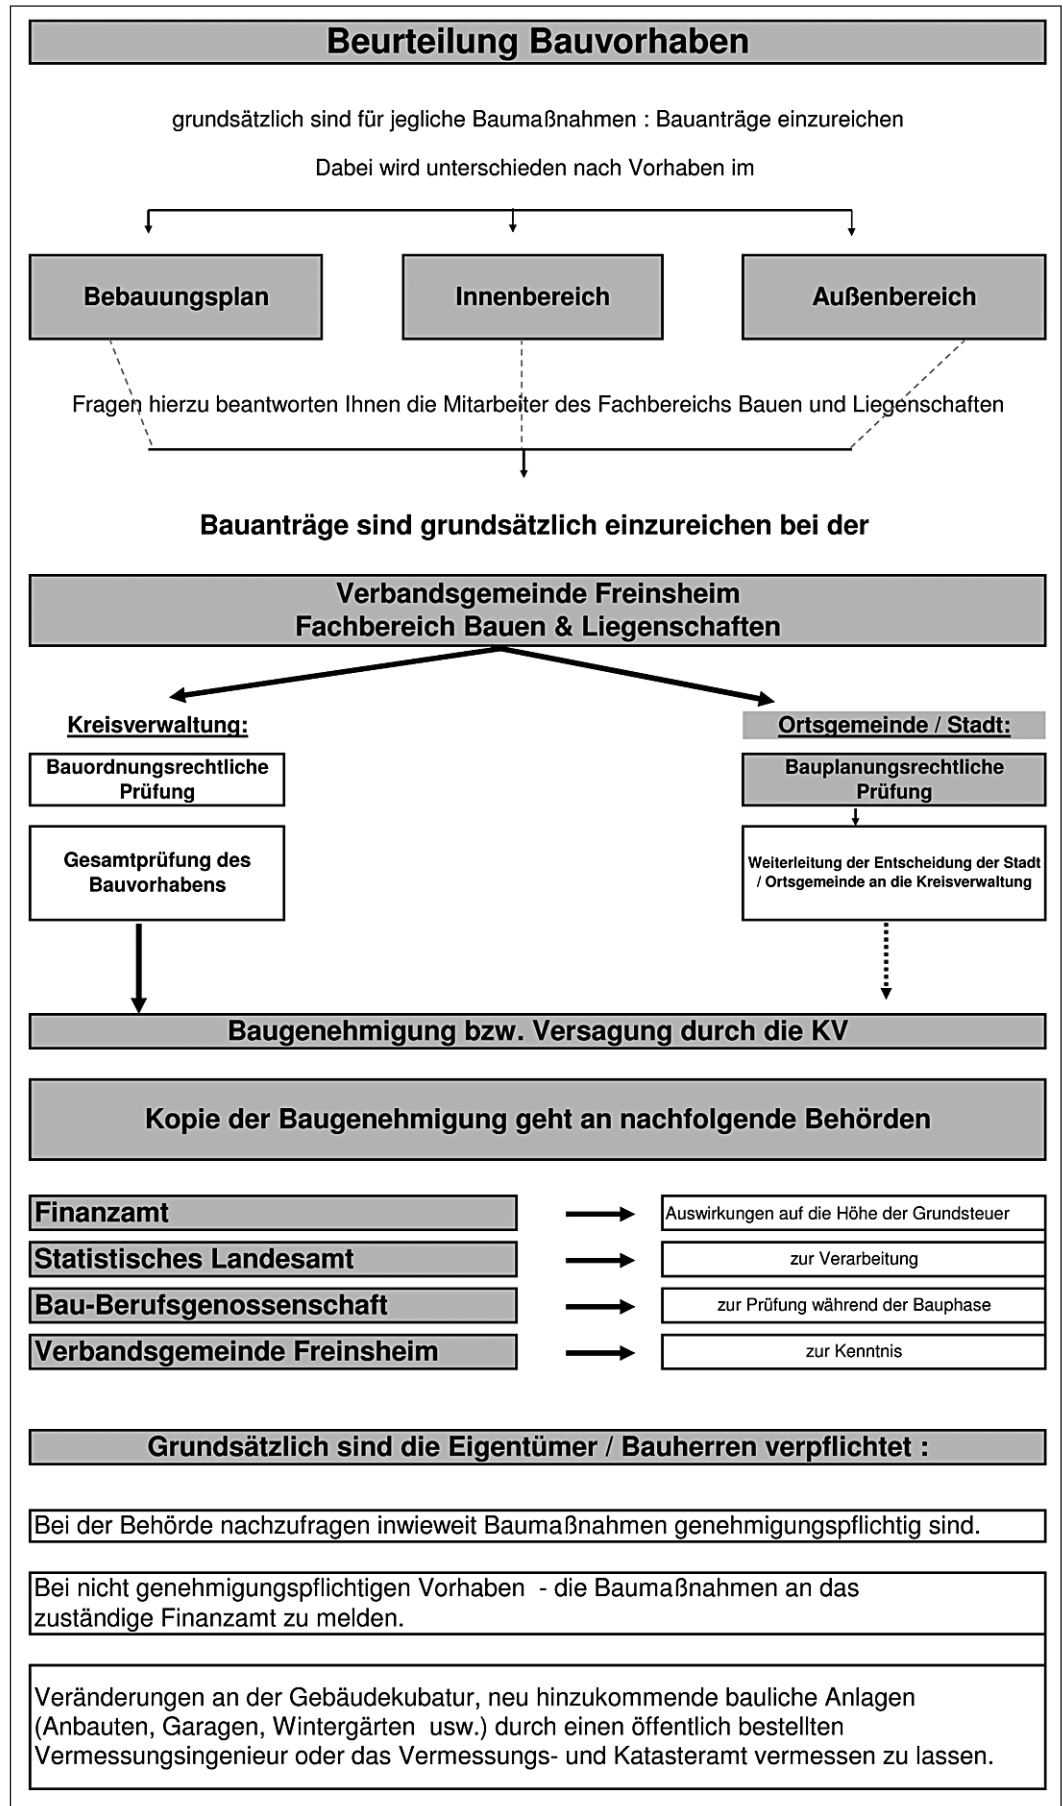 Beurteilung Bauvorhaben
grundsätzlich sind für jegliche Baumaßnahmen : Bauanträge einzureichen
Dabei wird unterschieden nach Vorhaben im
Bebauungsplan
Innenbereich
Außenbereich
Fragen hierzu beantworten Ihnen die Mitarbeiter des Fachbereichs Bauen und Liegenschaften
Bauanträge sind grundsätzlich einzureichen bei der
Verbandsgemeinde Freinsheim
Fachbereich Bauen & Liegenschaften
Kreisverwaltung:
Bauordnungsrechtliche
Prüfung
Gesamtprüfung des
Bauvorhabens
Ortsgemeinde / Stadt:
Bauplanungsrechtliche
Prüfung
Weiterleitung der Entscheidung der Stadt
/ Ortsgemeinde an die Kreisverwaltung
Baugenehmigung bzw. Versagung durch die KV
Kopie der Baugenehmigung geht an nachfolgende Behörden
Finanzamt
Auswirkungen auf die Höhe der Grundsteuer
Statistisches Landesamt
zur Verarbeitung
Bau-Berufsgenossenschaft
zur Prüfung während der Bauphase
Verbandsgemeinde Freinsheim
zur Kenntnis
Grundsätzlich sind die Eigentümer / Bauherren verpflichtet :
Bei der Behörde nachzufragen inwieweit Baumaßnahmen genehmigungspflichtig sind.
Bei nicht genehmigungspflichtigen Vorhaben  - die Baumaßnahmen an das
zuständige Finanzamt zu melden.
Veränderungen an der Gebäudekubatur, neu hinzukommende bauliche Anlagen
(Anbauten, Garagen, Wintergärten  usw.) durch einen öffentlich bestellten
Vermessungsingenieur oder das Vermessungs- und Katasteramt vermessen zu lassen.